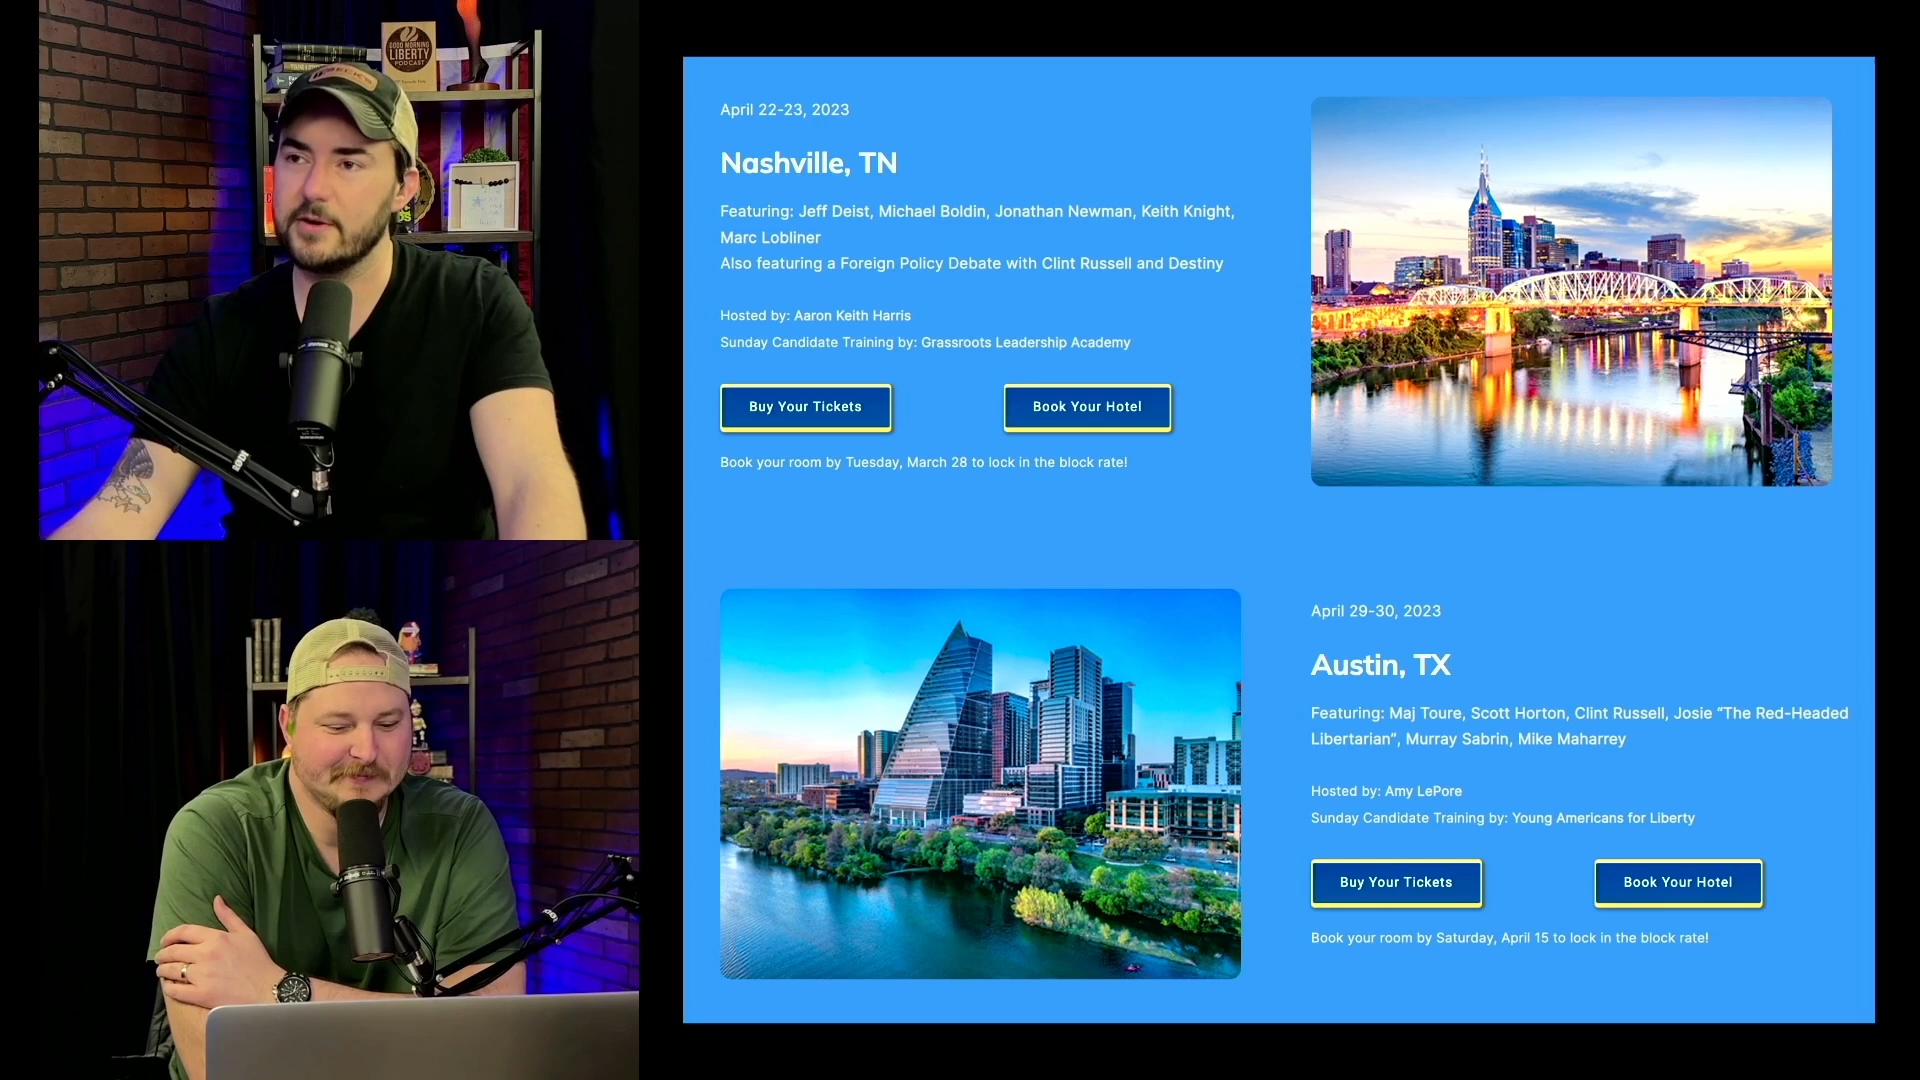 GOOD MORNING
LIBERTY
PODCAST
April 22-23, 2023
Nashville, TN
Featuring: Jeff Deist, Michael Boldin, Jonathan Newman, Keith Knight,
Marc Lobliner
Also featuring a Foreign Policy Debate with Clint Russell and Destiny
Hosted by: Aaron Keith Harris
Sunday Candidate Training by: Grassroots Leadership Academy
Buy Your Tickets
Book Your Hotel
Book your room by Tuesday, March 28 to lock in the block rate!
April 29-30, 2023
Austin, TX
Featuring: Maj Toure, Scott Horton, Clint Russell, Josie “The Red-Headed
Libertarian”, Murray Sabrin, Mike Maharrey
Hosted by: Amy LePore
Sunday Candidate Training by: Young Americans for Liberty
Buy Your Tickets
Book Your Hotel
Book your room by Saturday, April 15 to lock in the block rate!